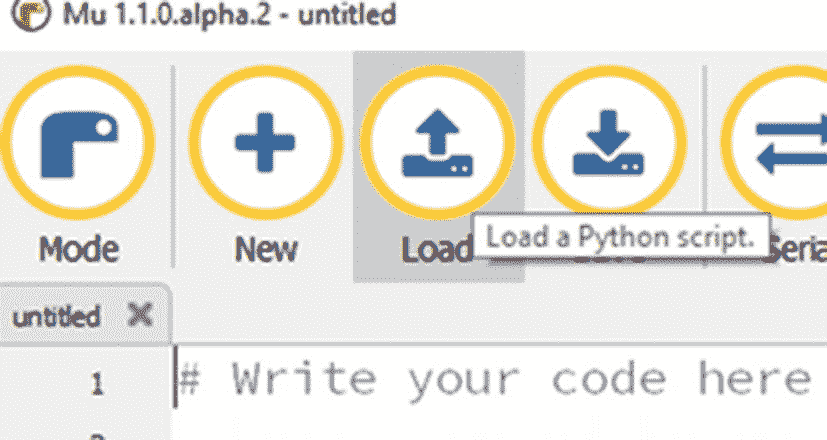 Mu 1.1.0.alpha.2 - untitled
Mode New Load Seria
Load a Python script.
untitled
1 # Write your code here